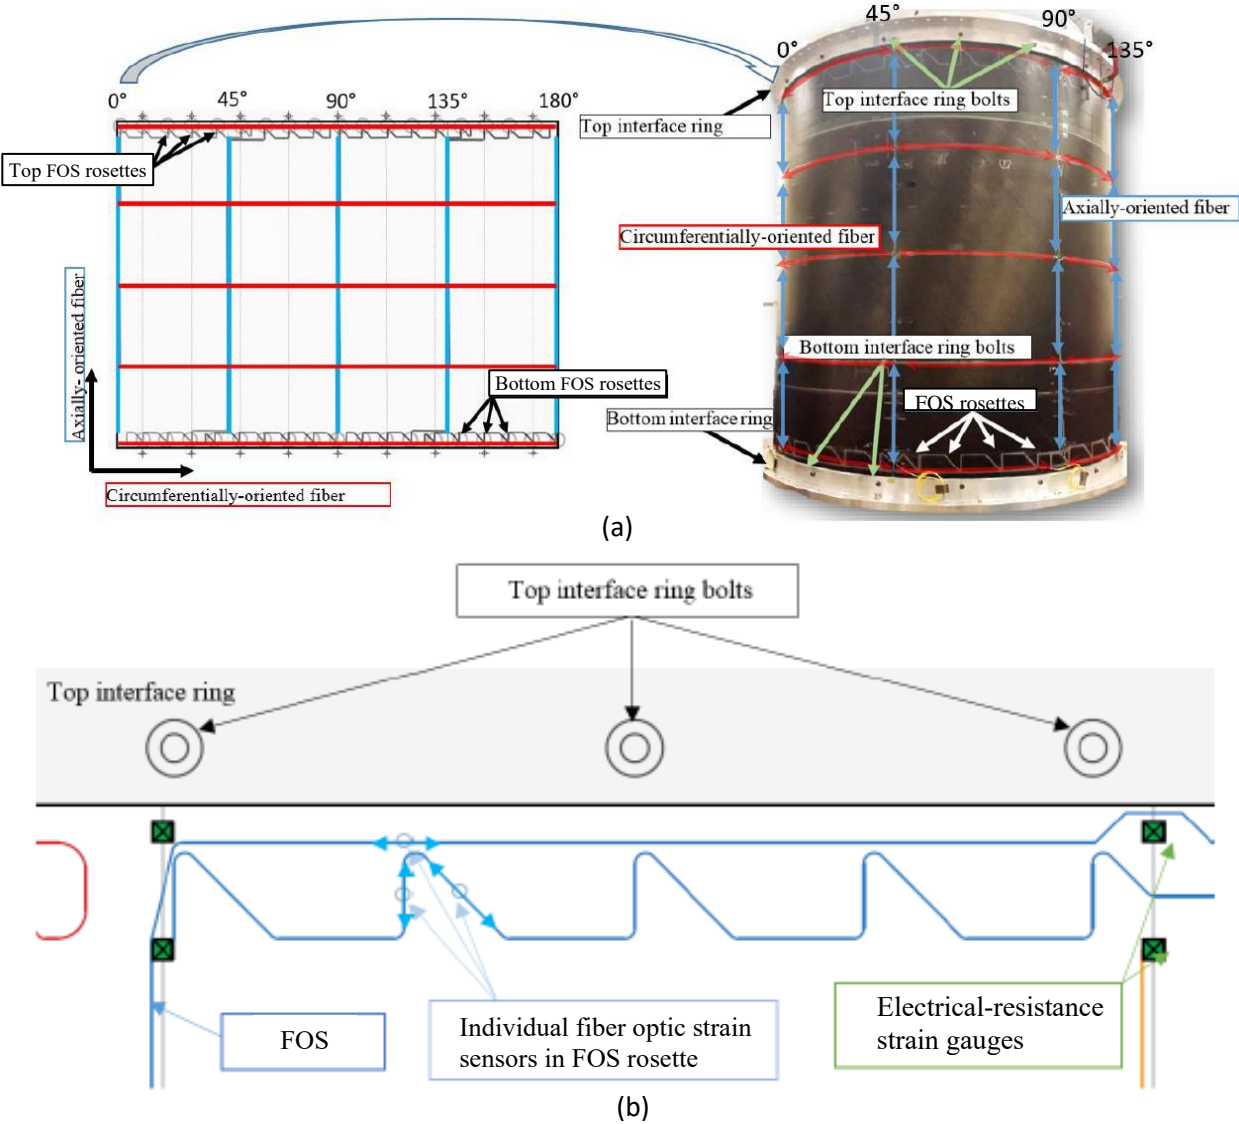 45°
90°
0°
135°
0°
45°
90°
135°
180°
Top interface ring bolts
Top interface ring
Top FOS rosettes
Axially-oriented fiber
Circumferentially-oriented fiber
Axially- oriented fiber
Bottom interface ring bolts
Bottom FOS rosettes
FOS rosettes
Bottom interface ring
Circumferentially-oriented fiber
(a)
Top interface ring bolts
Top interface ring
FOS
Individual fiber optic strain
sensors in FOS rosette
Electrical-resistance
strain gauges
(b)